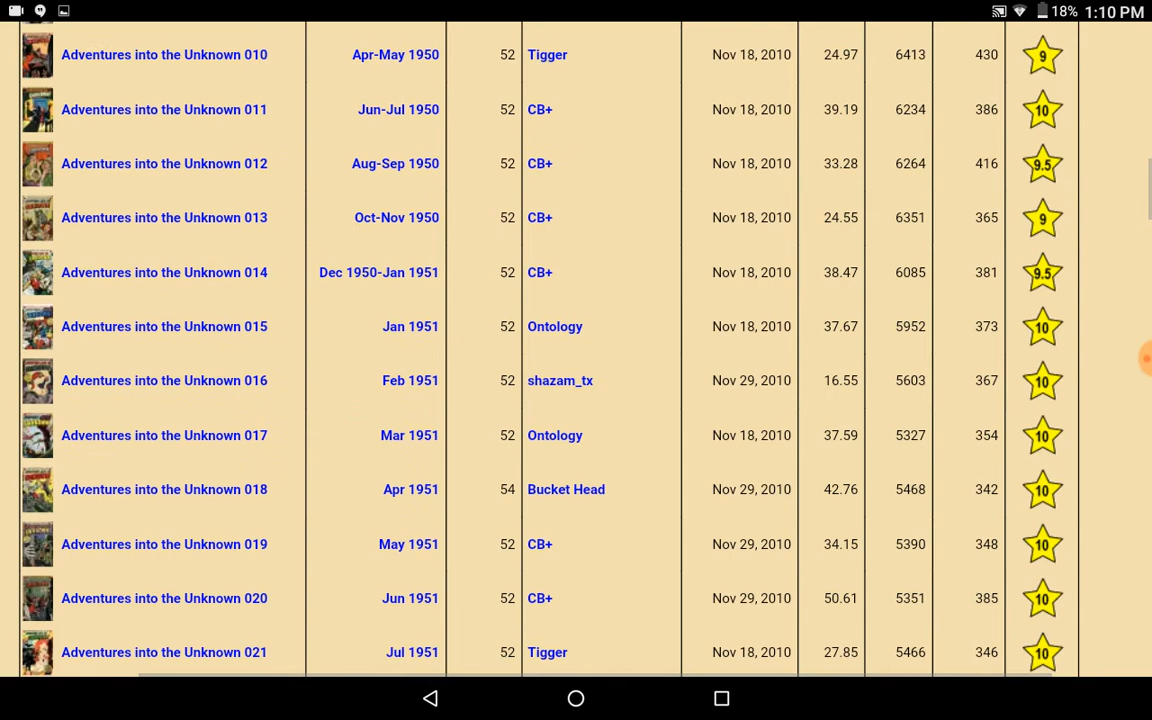 18% 1:10 PM
Adventures into the Unknown 010 Apr-May 1950 52 Tigger Nov 18, 2010 24.97 6413 430 9
Adventures into the Unknown 011 Jun-Jul 1950 52 CB+ Nov 18, 2010 39.19 6234 386 10
Adventures into the Unknown 012 Aug-Sep 1950 52 CB+ Nov 18, 2010 33.28 6264 416 9.5
Adventures into the Unknown 013 Oct-Nov 1950 52 CB+ Nov 18, 2010 24.55 6351 365 9
Adventures into the Unknown 014 Dec 1950-Jan 1951 52 CB+ Nov 18, 2010 38.47 6085 381 9.5
Adventures into the Unknown 015 Jan 1951 52 Ontology Nov 18, 2010 37.67 5952 373 10
Adventures into the Unknown 016 Feb 1951 52 shazam_tx Nov 29, 2010 16.55 5603 367 10
Adventures into the Unknown 017 Mar 1951 52 Ontology Nov 18, 2010 37.59 5327 354 10
Adventures into the Unknown 018 Apr 1951 54 Bucket Head Nov 29, 2010 42.76 5468 342 10
Adventures into the Unknown 019 May 1951 52 CB+ Nov 29, 2010 34.15 5390 348 10
Adventures into the Unknown 020 Jun 1951 52 CB+ Nov 29, 2010 50.61 5351 385 10
Adventures into the Unknown 021 Jul 1951 52 Tigger Nov 18, 2010 27.85 5466 346 10